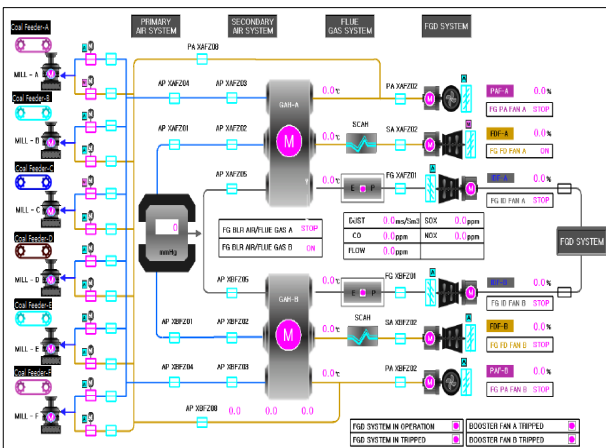 PRIMARY AIR SYSTEM
SECONDARY AIR SYSTEM
FLUE GAS SYSTEM
FGD SYSTEM
Coal Feeder-A
MILL - A
Coal Feeder-B
MILL - B
Coal Feeder-C
MILL - C
Coal Feeder-D
MILL - D
Coal Feeder-E
MILL - E
Coal Feeder-F
MILL - F
PA XAFZ08
AP XAFZ04
AP XAFZ03
GAH-A
0.0℃
PA XAFZ02
M
A
PAF-A
0.0%
FG PA FAN A STOP
AP XAFZ01
AP XAFZ02
M
0.0℃
SCAH
SA XAFZ02
M
FDF-A
0.0%
FG FD FAN A ON
AP XAFZ05
0.0℃
E P
FG XAFZ01
A
M
IDF-A
0.0%
FG ID FAN A STOP
0
mmHg
FG BLR AIR/FLUE GAS A STOP
FG BLR AIR/FLUE GAS B ON
DUST 0.0ms/Sm3 SOX 0.0ppm
CO 0.0ppm NOX 0.0ppm
FLOW 0.0ppm
FGD SYSTEM
AP XBFZ05
GAH-B
0.0℃
E P
FG XBFZ01
A
M
IDF-B
0.0%
FG ID FAN B STOP
AP XBFZ01
AP XBFZ02
M
0.0℃
SCAH
SA XBFZ02
M
A
FDF-B
0.0%
FG FD FAN B STOP
AP XBFZ04
AP XBFZ03
0.0℃
PA XBFZ02
M
A
PAF-B
0.0%
FG PA FAN B STOP
AP XBFZ08
0.0 0.0 0.0
FGD SYSTEM IN OPERATION
BOOSTER FAN A TRIPPED
FGD SYSTEM IN TRIPPED
BOOSTER FAN B TRIPPED